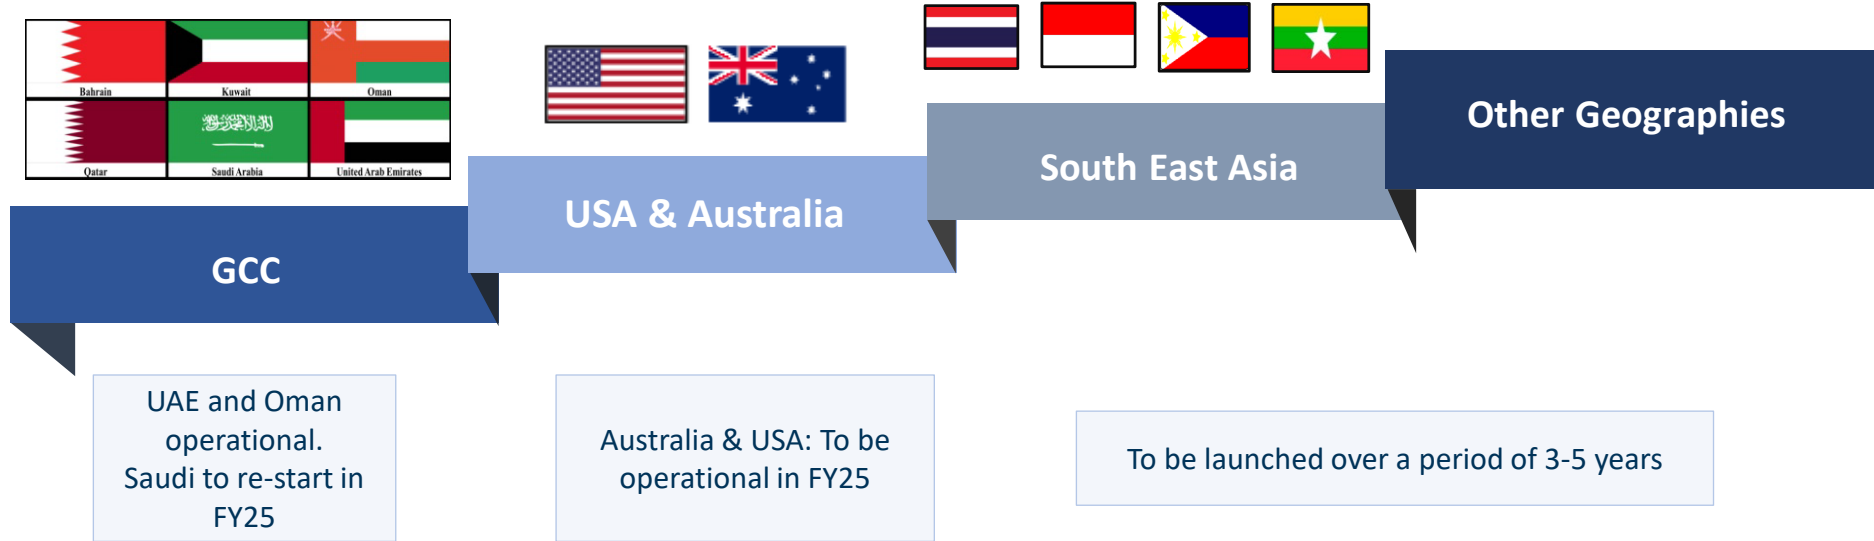 Bahrain
Kuwait
Oman
Qatar
Saudi Arabia
United Arab Emirates
GCC
USA & Australia
South East Asia
Other Geographies
UAE and Oman
operational.
Saudi to re-start in
FY25
Australia & USA: To be
operational in FY25
To be launched over a period of 3-5 years